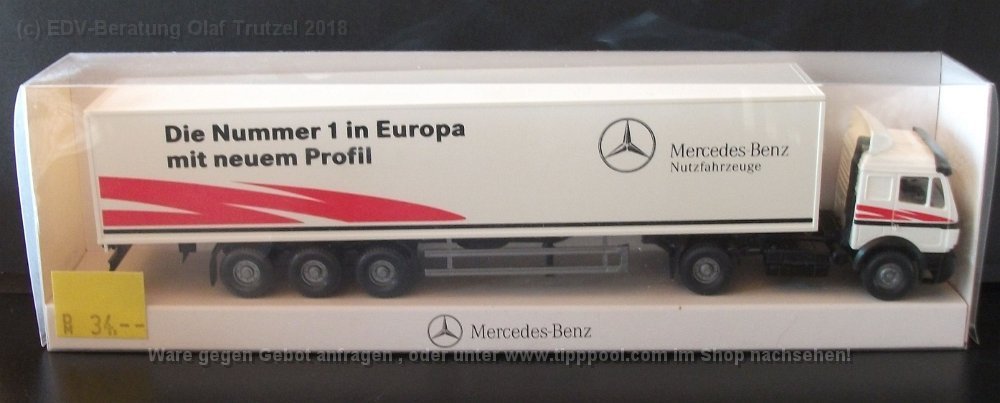 (c) EDV-Beratung Olaf Trutzel 2018
Die Nummer 1 in Europa
mit neuem Profil
Mercedes-Benz
Nutzfahrzeuge
DM 34,--
Mercedes-Benz
Ware gegen Gebot anfragen , oder unter www.tipppool.com im Shop nachsehen!